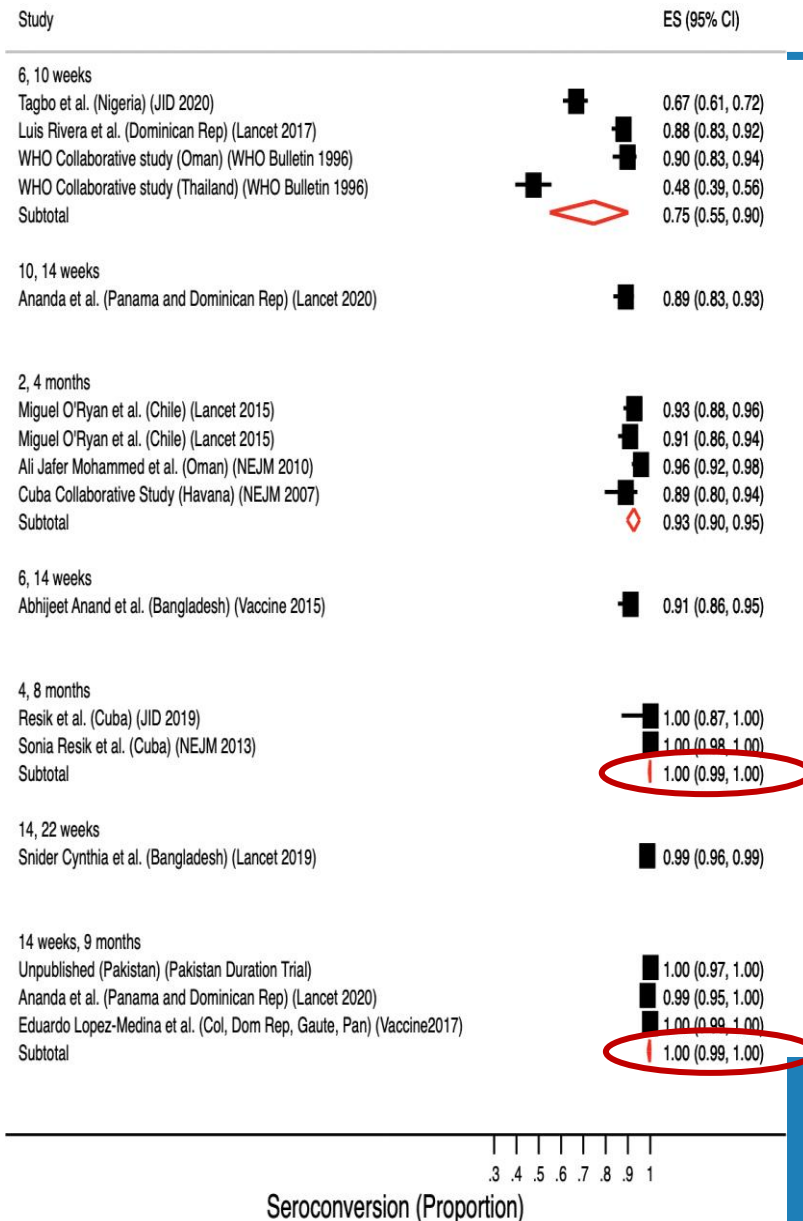 Study ES (95% CI)
6, 10 weeks
Tagbo et al. (Nigeria) (JID 2020) 0.67 (0.61, 0.72)
Luis Rivera et al. (Dominican Rep) (Lancet 2017) 0.88 (0.83, 0.92)
WHO Collaborative study (Oman) (WHO Bulletin 1996) 0.90 (0.83, 0.94)
WHO Collaborative study (Thailand) (WHO Bulletin 1996) 0.48 (0.39, 0.56)
Subtotal 0.75 (0.55, 0.90)
10, 14 weeks
Ananda et al. (Panama and Dominican Rep) (Lancet 2020) 0.89 (0.83, 0.93)
2, 4 months
Miguel O'Ryan et al. (Chile) (Lancet 2015) 0.93 (0.88, 0.96)
Miguel O'Ryan et al. (Chile) (Lancet 2015) 0.91 (0.86, 0.94)
Ali Jafer Mohammed et al. (Oman) (NEJM 2010) 0.96 (0.92, 0.98)
Cuba Collaborative Study (Havana) (NEJM 2007) 0.89 (0.80, 0.94)
Subtotal 0.93 (0.90, 0.95)
6, 14 weeks
Abhijeet Anand et al. (Bangladesh) (Vaccine 2015) 0.91 (0.86, 0.95)
4, 8 months
Resik et al. (Cuba) (JID 2019) 1.00 (0.87, 1.00)
Sonia Resik et al. (Cuba) (NEJM 2013) 1.00 (0.98, 1.00)
Subtotal 1.00 (0.99, 1.00)
14, 22 weeks
Snider Cynthia et al. (Bangladesh) (Lancet 2019) 0.99 (0.96, 0.99)
14 weeks, 9 months
Unpublished (Pakistan) (Pakistan Duration Trial) 1.00 (0.97, 1.00)
Ananda et al. (Panama and Dominican Rep) (Lancet 2020) 0.99 (0.95, 1.00)
Eduardo Lopez-Medina et al. (Col, Dom Rep, Gaute, Pan) (Vaccine2017) 1.00 (0.99, 1.00)
Subtotal 1.00 (0.99, 1.00)
.3 .4 .5 .6 .7 .8 .9 1
Seroconversion (Proportion)